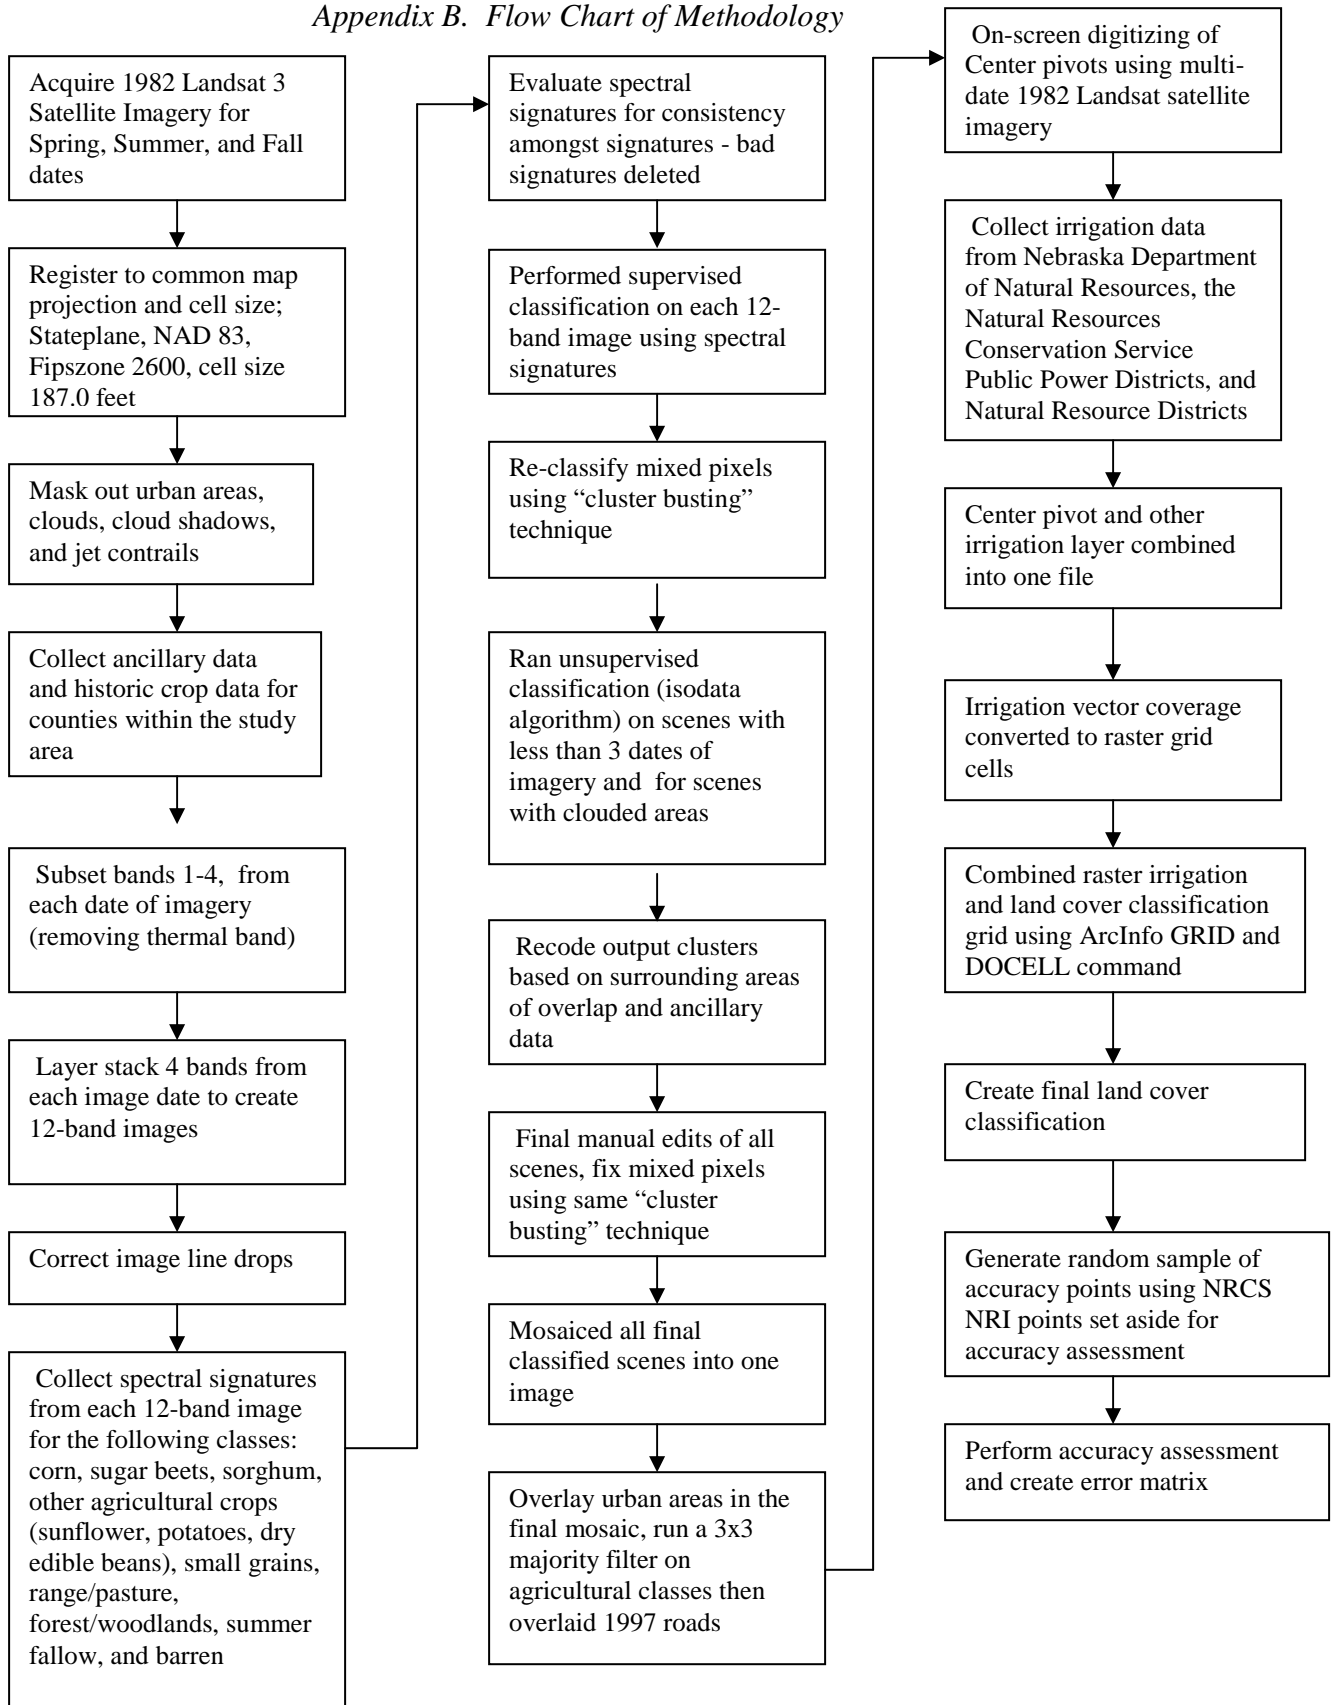 Appendix B. Flow Chart of Methodology
Acquire 1982 Landsat 3
Satellite Imagery for
Spring, Summer, and Fall
dates
Register to common map
projection and cell size;
Stateplane, NAD 83,
Fipszone 2600, cell size
187.0 feet
Mask out urban areas,
clouds, cloud shadows,
and jet contrails
Collect ancillary data
and historic crop data for
counties within the study
area
Subset bands 1-4, from
each date of imagery
(removing thermal band)
Layer stack 4 bands from
each image date to create
12-band images
Correct image line drops
Collect spectral signatures
from each 12-band image
for the following classes:
corn, sugar beets, sorghum,
other agricultural crops
(sunflower, potatoes, dry
edible beans), small grains,
range/pasture,
forest/woodlands, summer
fallow, and barren
Evaluate spectral
signatures for consistency
amongst signatures - bad
signatures deleted
Performed supervised
classification on each 12-
band image using spectral
signatures
Re-classify mixed pixels
using “cluster busting”
technique
Ran unsupervised
classification (isodata
algorithm) on scenes with
less than 3 dates of
imagery and for scenes
with clouded areas
Recode output clusters
based on surrounding areas
of overlap and ancillary
data
Final manual edits of all
scenes, fix mixed pixels
using same “cluster
busting” technique
Mosaiced all final
classified scenes into one
image
Overlay urban areas in the
final mosaic, run a 3x3
majority filter on
agricultural classes then
overlaid 1997 roads
On-screen digitizing of
Center pivots using multi-
date 1982 Landsat satellite
imagery
Collect irrigation data
from Nebraska Department
of Natural Resources, the
Natural Resources
Conservation Service
Public Power Districts, and
Natural Resource Districts
Center pivot and other
irrigation layer combined
into one file
Irrigation vector coverage
converted to raster grid
cells
Combined raster irrigation
and land cover classification
grid using ArcInfo GRID and
DOCELL command
Create final land cover
classification
Generate random sample of
accuracy points using NRCS
NRI points set aside for
accuracy assessment
Perform accuracy assessment
and create error matrix